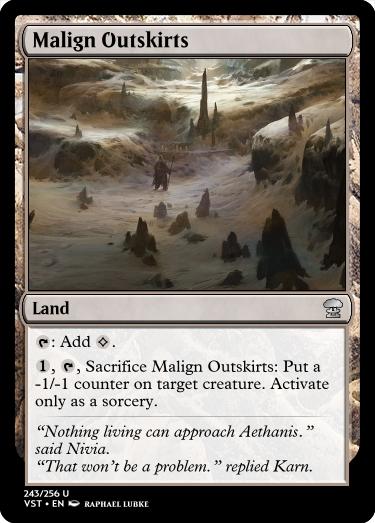 Malign Outskirts
Land
: Add .
1, , Sacrifice Malign Outskirts: Put a
-1/-1 counter on target creature. Activate
only as a sorcery.
“Nothing living can approach Aethanis.”
said Nivia.
“That won't be a problem.” replied Karn.
243/256 U
VST • EN RAPHAEL LUBKE